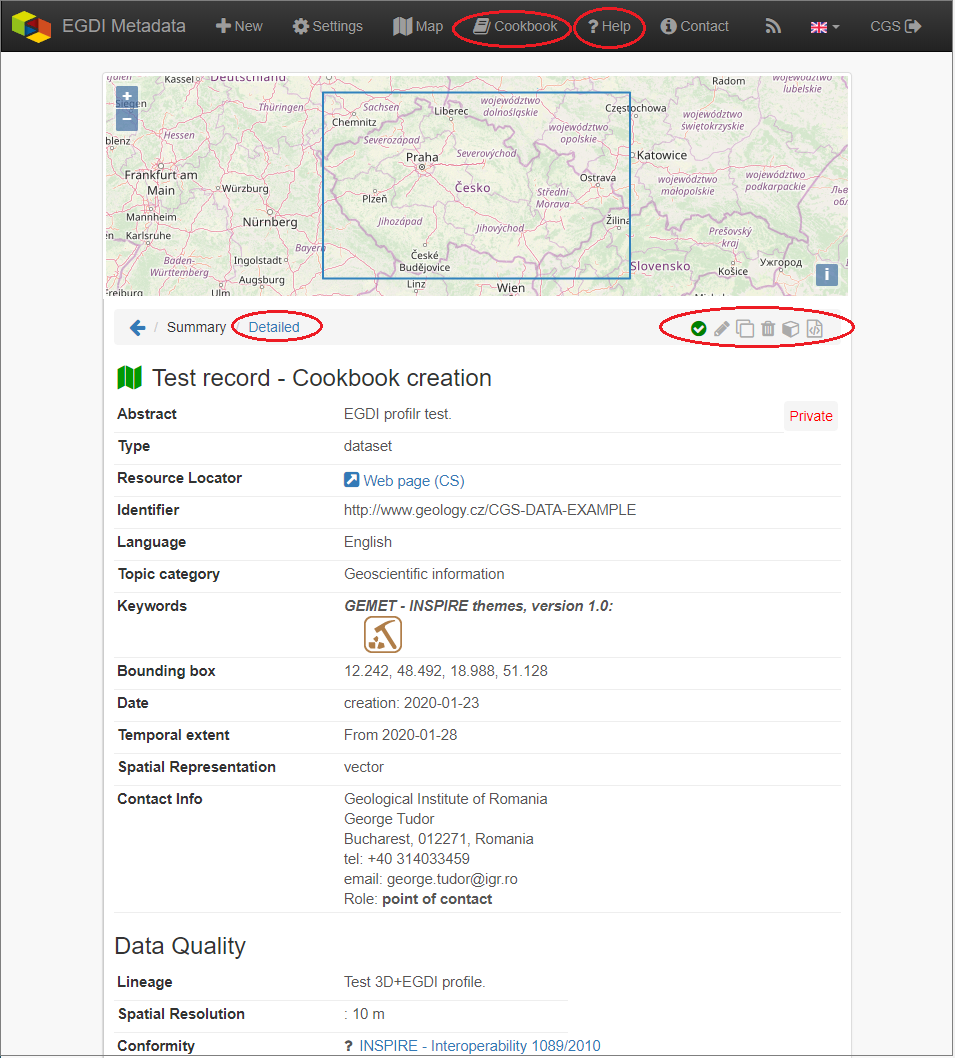 EGDI Metadata New Settings Map Cookbook Help Contact CGS
Kassel Deutschland Radom województwo lubelskie
+
−
Siegen
Thüringen
Sachsen
Chemnitz
Liberec
województwo dolnośląskie
Częstochowa
województwo świętokrzyskie
Hessen
blenz
Severozápad
województwo opolskie
Praha
Severovýchod
Katowice
Frankfurt am Main
Würzburg
Česko
Ostrava
województwo małopolskie
województwo podkarpackie
Plzeň
Střední Morava
Mannheim
Nürnberg
Jihozápad
Jihovýchod
Žilina
Karlsruhe
Prešovský kraj
Bayern
České Budějovice
Baden-Württemberg
Ingolstadt
Slovensko
Košice
Ужгород
Augsburg
Linz
Wien
i
Freiburg
Ulm
/ Summary Detailed
Test record - Cookbook creation
Abstract EGDI profilr test. Private
Type dataset
Resource Locator Web page (CS)
Identifier http://www.geology.cz/CGS-DATA-EXAMPLE
Language English
Topic category Geoscientific information
Keywords GEMET - INSPIRE themes, version 1.0:
Bounding box 12.242, 48.492, 18.988, 51.128
Date creation: 2020-01-23
Temporal extent From 2020-01-28
Spatial Representation vector
Contact Info Geological Institute of Romania
George Tudor
Bucharest, 012271, Romania
tel: +40 314033459
email: george.tudor@igr.ro
Role: point of contact
Data Quality
Lineage Test 3D+EGDI profile.
Spatial Resolution : 10 m
Conformity ? INSPIRE - Interoperability 1089/2010